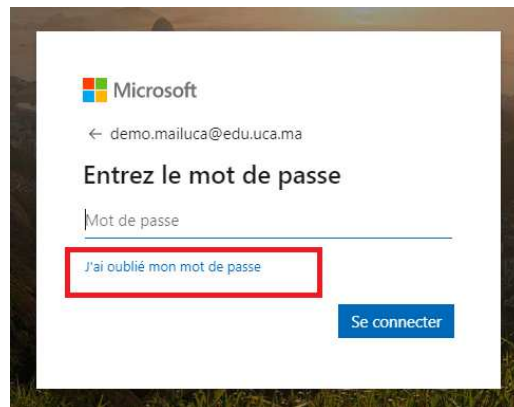 Microsoft
← demo.mailuca@edu.uca.ma
Entrez le mot de passe
Mot de passe
J'ai oublié mon mot de passe
Se connecter